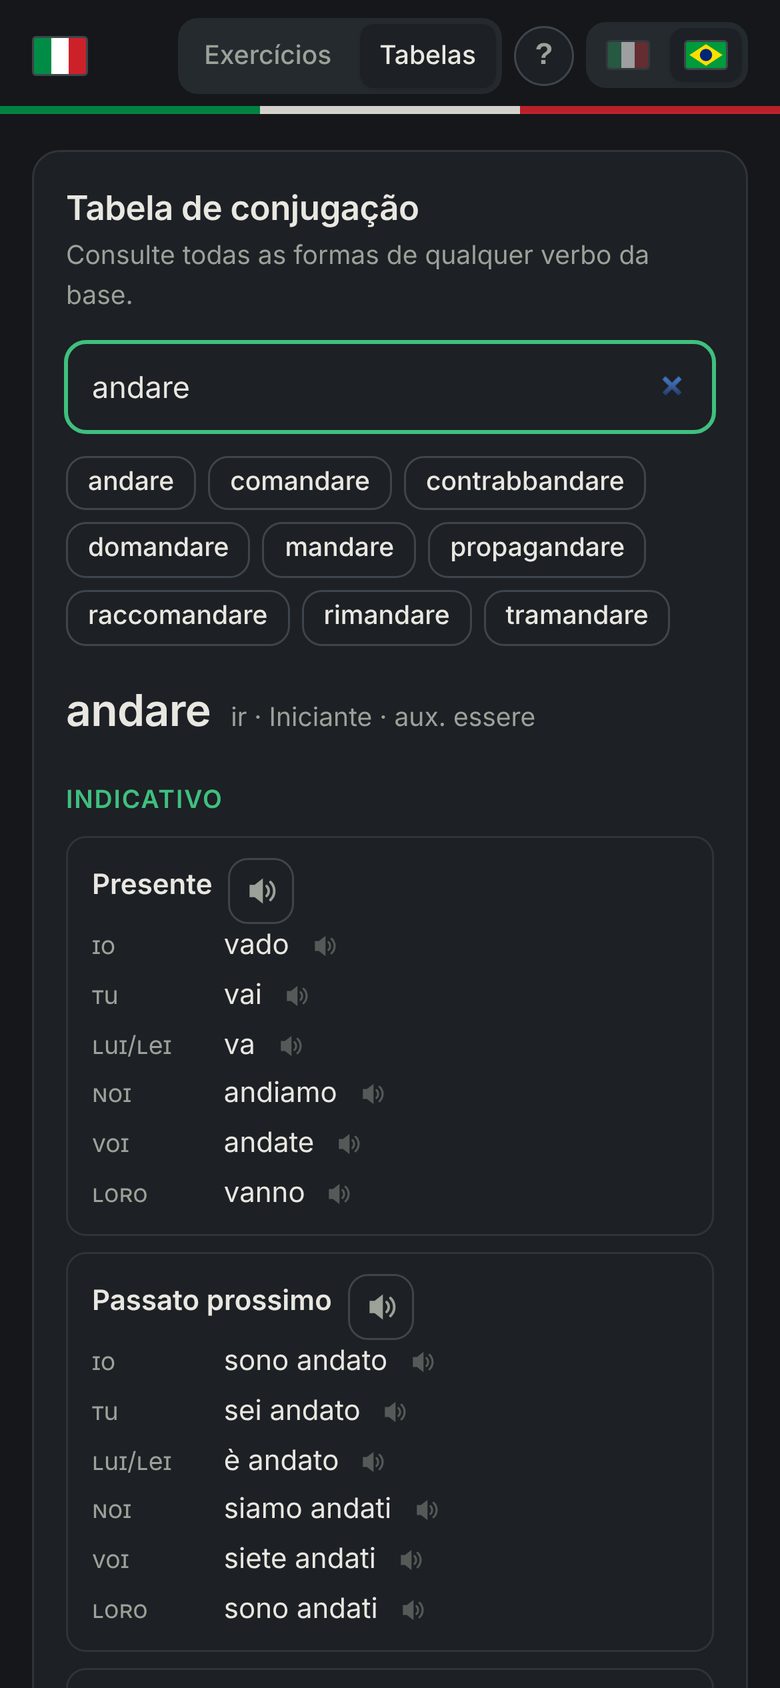 Exercícios Tabelas ?
Tabela de conjugação
Consulte todas as formas de qualquer verbo da
base.
andare
andare comandare contrabbandare
domandare mandare propagandare
raccomandare rimandare tramandare
andare ir · Iniciante · aux. essere
INDICATIVO
Presente
IO vado
TU vai
LUI/LeI va
NOI andiamo
VOI andate
LORO vanno
Passato prossimo
IO sono andato
TU sei andato
LUI/LeI è andato
NOI siamo andati
VOI siete andati
LORO sono andati